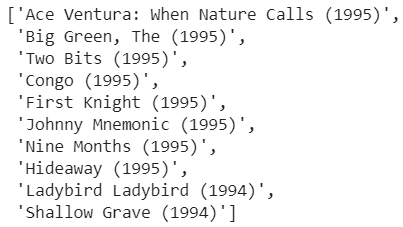 ['Ace Ventura: When Nature Calls (1995)',
'Big Green, The (1995)',
'Two Bits (1995)',
'Congo (1995)',
'First Knight (1995)',
'Johnny Mnemonic (1995)',
'Nine Months (1995)',
'Hideaway (1995)',
'Ladybird Ladybird (1994)',
'Shallow Grave (1994)']